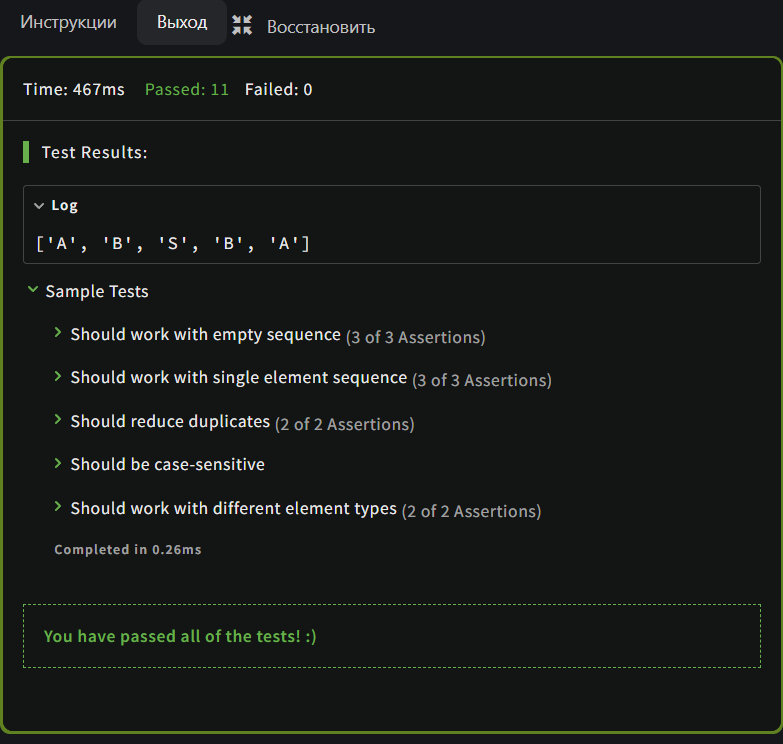 Инструкции Выход Восстановить
Time: 467ms Passed: 11 Failed: 0
Test Results:
Log
['A', 'B', 'S', 'B', 'A']
Sample Tests
Should work with empty sequence (3 of 3 Assertions)
Should work with single element sequence (3 of 3 Assertions)
Should reduce duplicates (2 of 2 Assertions)
Should be case-sensitive
Should work with different element types (2 of 2 Assertions)
Completed in 0.26ms
You have passed all of the tests! :)